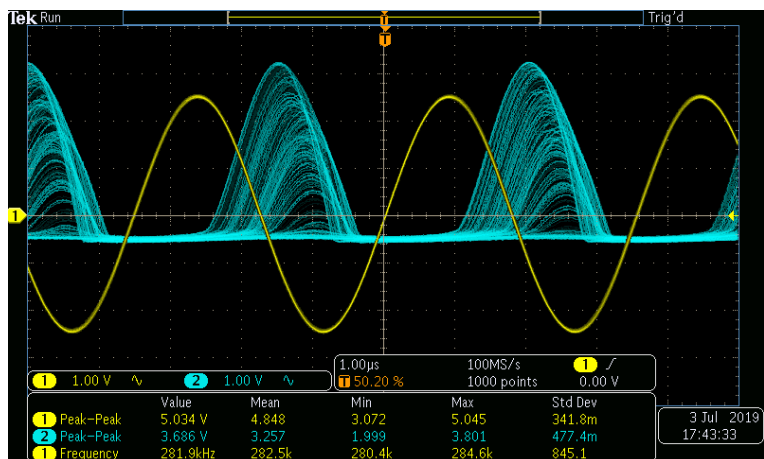 Tek Run Trig'd
T
T
1
1.00µs 100MS/s 1 ∫
1 1.00 V ∿ 2 1.00 V ∿ T 50.20 % 1000 points 0.00 V
Value Mean Min Max Std Dev
1 Peak-Peak 5.034 V 4.848 3.072 5.045 341.8m
2 Peak-Peak 3.686 V 3.257 1.999 3.801 477.4m
1 Frequency 281.9kHz 282.5k 280.4k 284.6k 845.1
3 Jul 2019
17:43:33